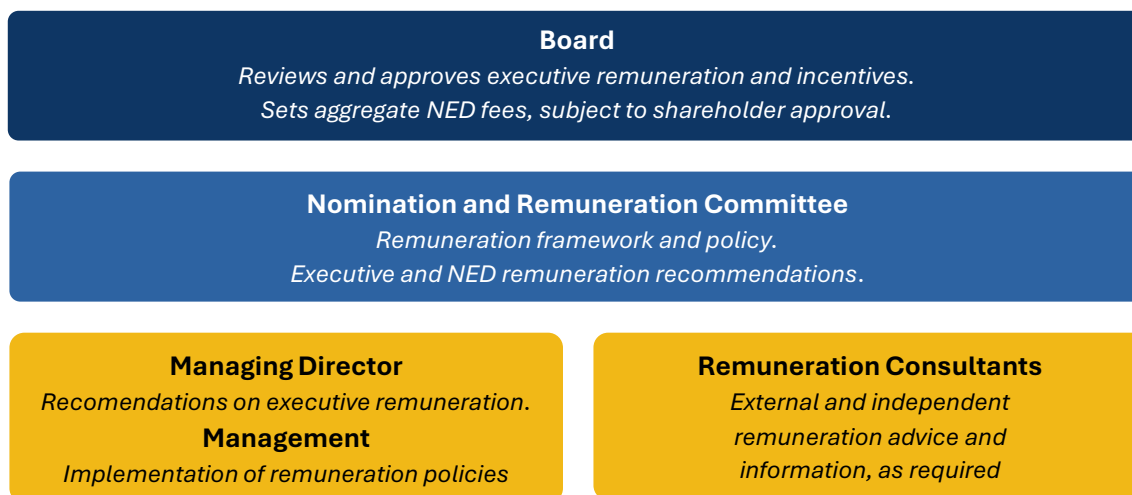 Board
Reviews and approves executive remuneration and incentives.
Sets aggregate NED fees, subject to shareholder approval.
Nomination and Remuneration Committee
Remuneration framework and policy.
Executive and NED remuneration recommendations.
Managing Director
Recomendations on executive remuneration.
Management
Implementation of remuneration policies
Remuneration Consultants
External and independent
remuneration advice and
information, as required